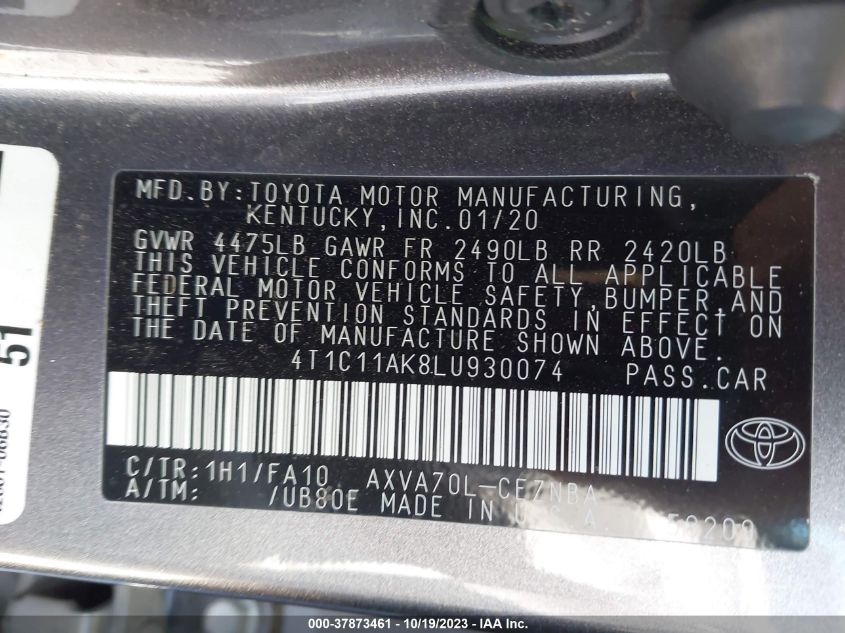 MFD. BY: TOYOTA MOTOR MANUFACTURING,
KENTUCKY, INC. 01/20
GVWR 4475LB GAWR FR 2490LB RR 2420LB
THIS VEHICLE CONFORMS TO ALL APPLICABLE
FEDERAL MOTOR VEHICLE SAFETY, BUMPER, AND
THEFT PREVENTION STANDARDS IN EFFECT ON
THE DATE OF MANUFACTURE SHOWN ABOVE.
4T1C11AK8LU930074 PASS. CAR
C/TR: 1H1/FA10 AXVA70L-CEZNBA
A/TM: /UB80E MADE IN U.S.A.
51
000-37873461 - 10/19/2023 - IAA Inc.